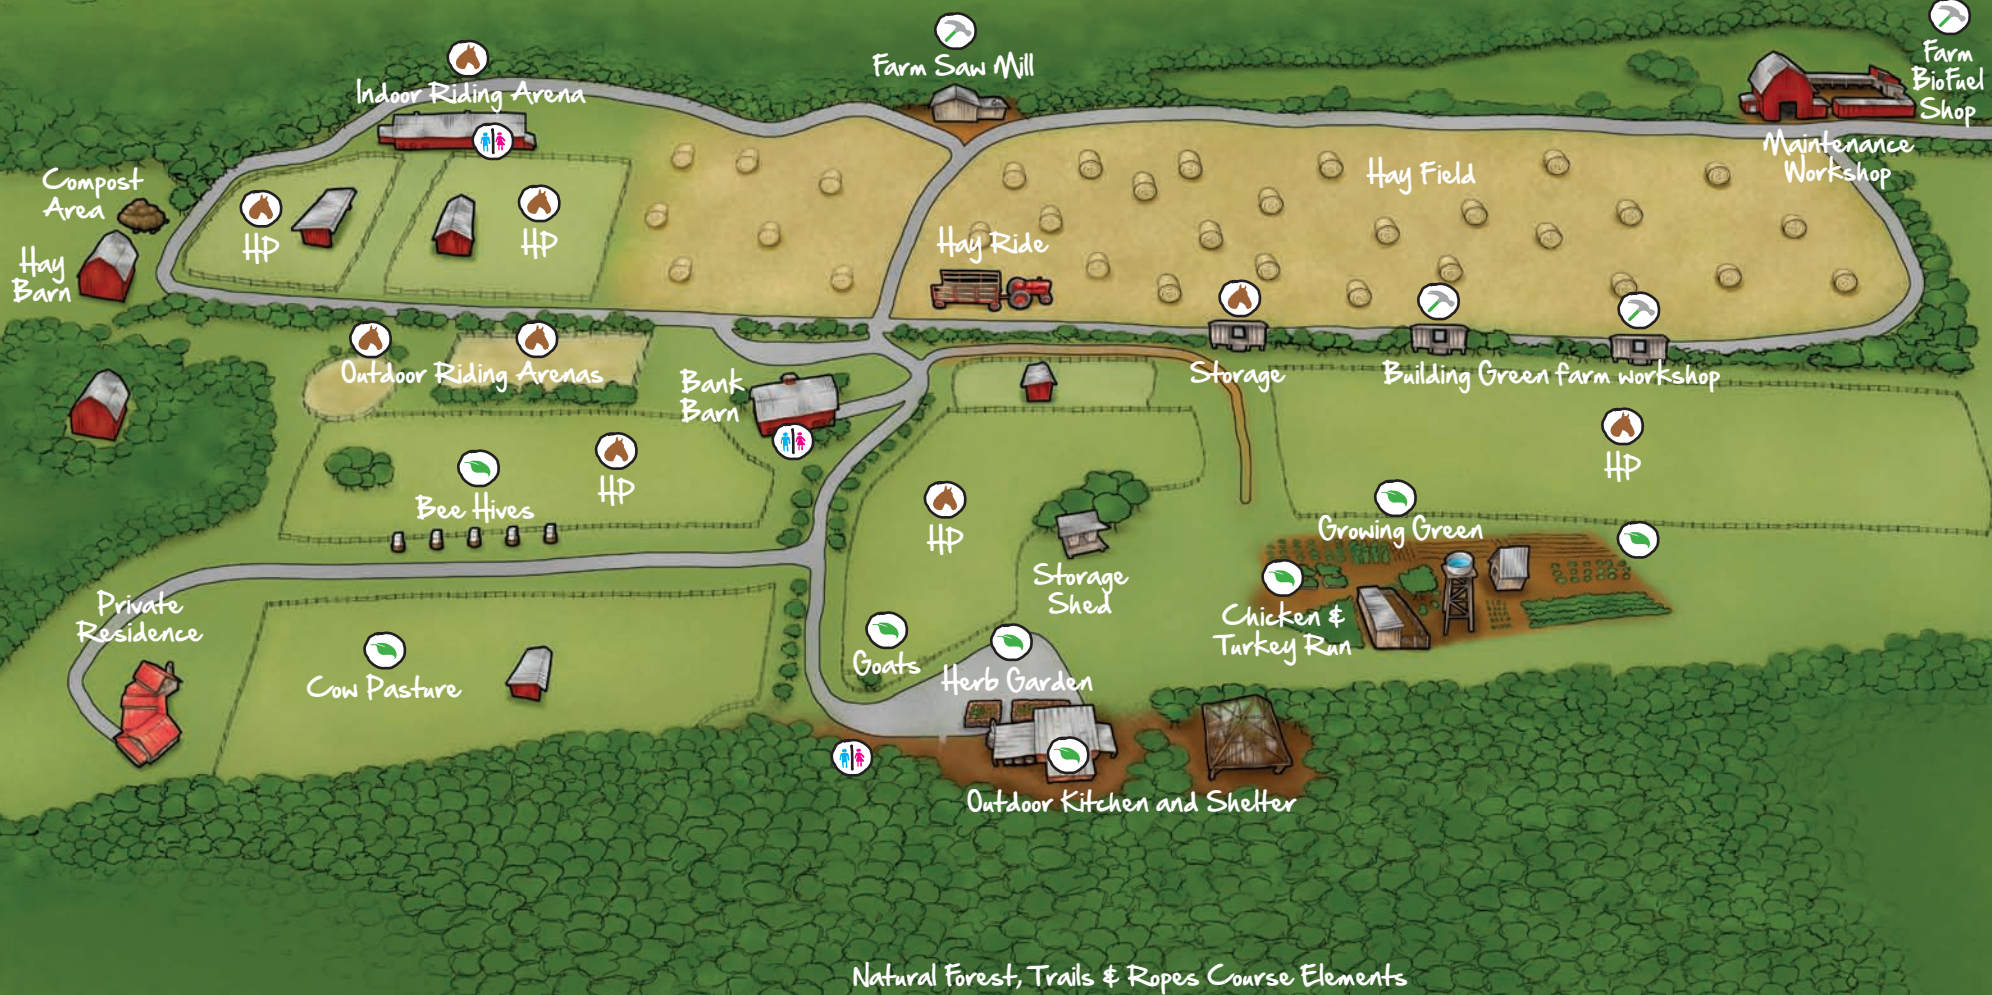 Farm Saw Mill
Farm
BioFuel
Shop
Indoor Riding Arena
Maintenance
Workshop
Hay Field
Compost
Area
HP
HP
Hay Ride
Hay
Barn
Outdoor Riding Arenas
Bank
Barn
Storage
Building Green farm workshop
HP
HP
Bee Hives
HP
Growing Green
Storage
Shed
Chicken &
Turkey Run
Private
Residence
Goats
Herb Garden
Cow Pasture
Outdoor Kitchen and Shelter
Natural Forest, Trails & Ropes Course Elements